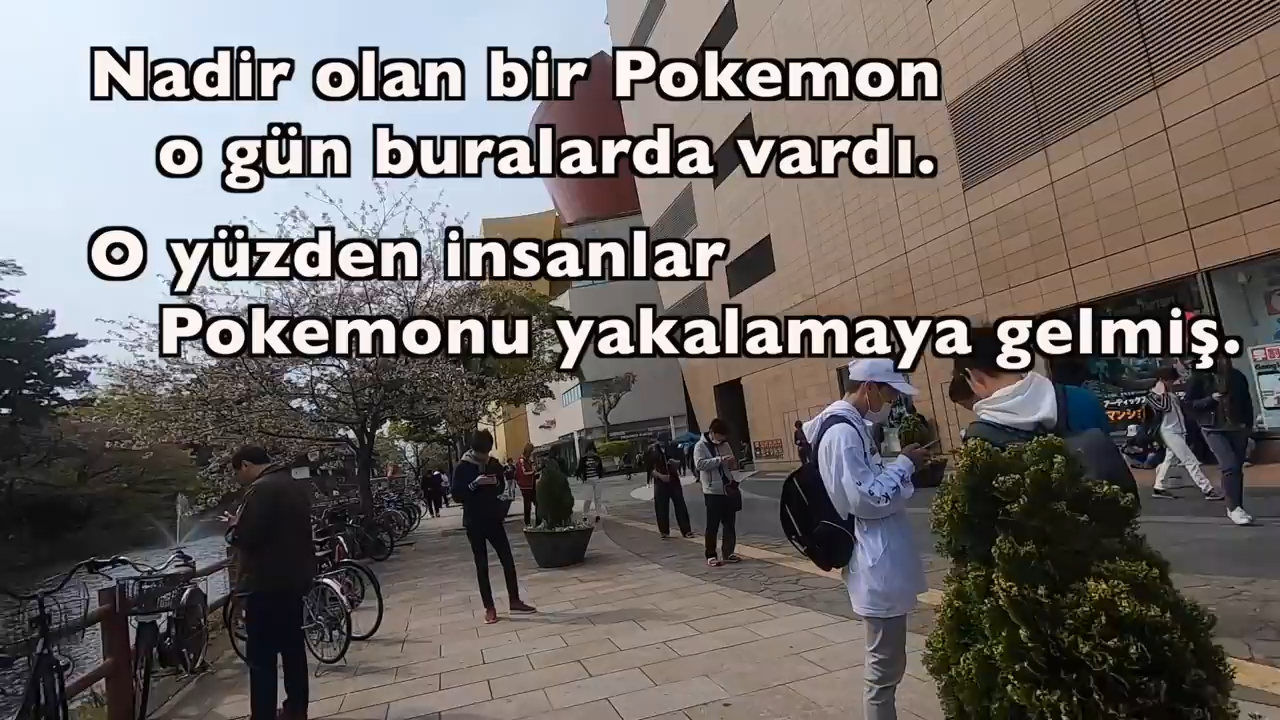 Nadir olan bir Pokemon
o gün buralarda vardı.
O yüzden insanlar
Pokemonu yakalamaya gelmiş.